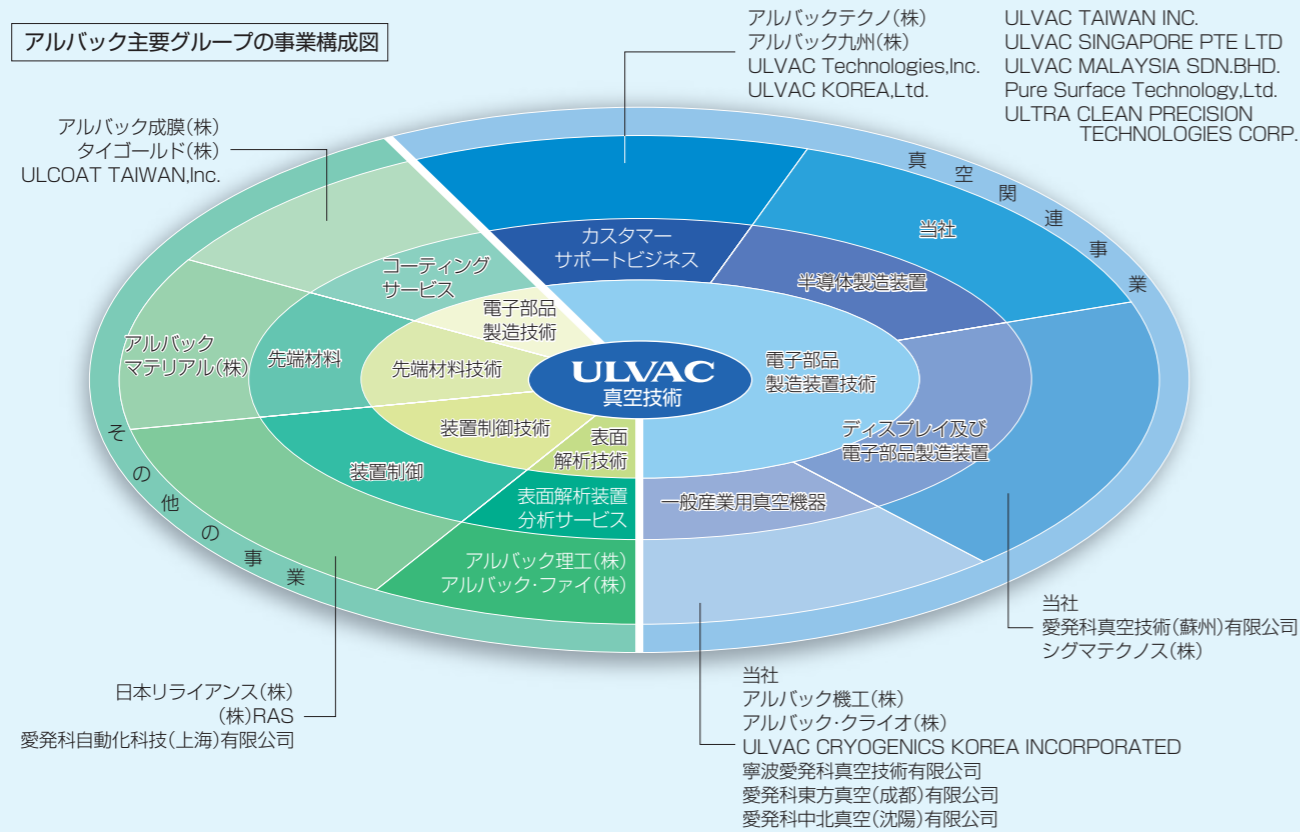 アルバック主要グループの事業構成図
アルバックテクノ(株)
アルバック九州(株)
ULVAC Technologies,Inc.
ULVAC KOREA,Ltd.
ULVAC TAIWAN INC.
ULVAC SINGAPORE PTE LTD
ULVAC MALAYSIA SDN.BHD.
Pure Surface Technology,Ltd.
ULTRA CLEAN PRECISION
TECHNOLOGIES CORP.
アルバック成膜(株)
タイゴールド(株)
ULCOAT TAIWAN,Inc.
真空関連事業
当社
カスタマー
サポートビジネス
半導体製造装置
コーティング
サービス
電子部品
製造技術
アルバック
マテリアル(株)
先端材料
先端材料技術
ULVAC
真空技術
電子部品
製造装置技術
装置制御技術
表面
解析技術
ディスプレイ及び
電子部品製造装置
装置制御
表面解析装置
分析サービス
一般産業用真空機器
その他の事業
アルバック理工(株)
アルバック・ファイ(株)
当社
愛発科真空技術(蘇州)有限公司
シグマテクノス(株)
日本リライアンス(株)
(株)RAS
愛発科自動化科技(上海)有限公司
当社
アルバック機工(株)
アルバック・クライオ(株)
ULVAC CRYOGENICS KOREA INCORPORATED
寧波愛発科真空技術有限公司
愛発科東方真空(成都)有限公司
愛発科中北真空(沈陽)有限公司